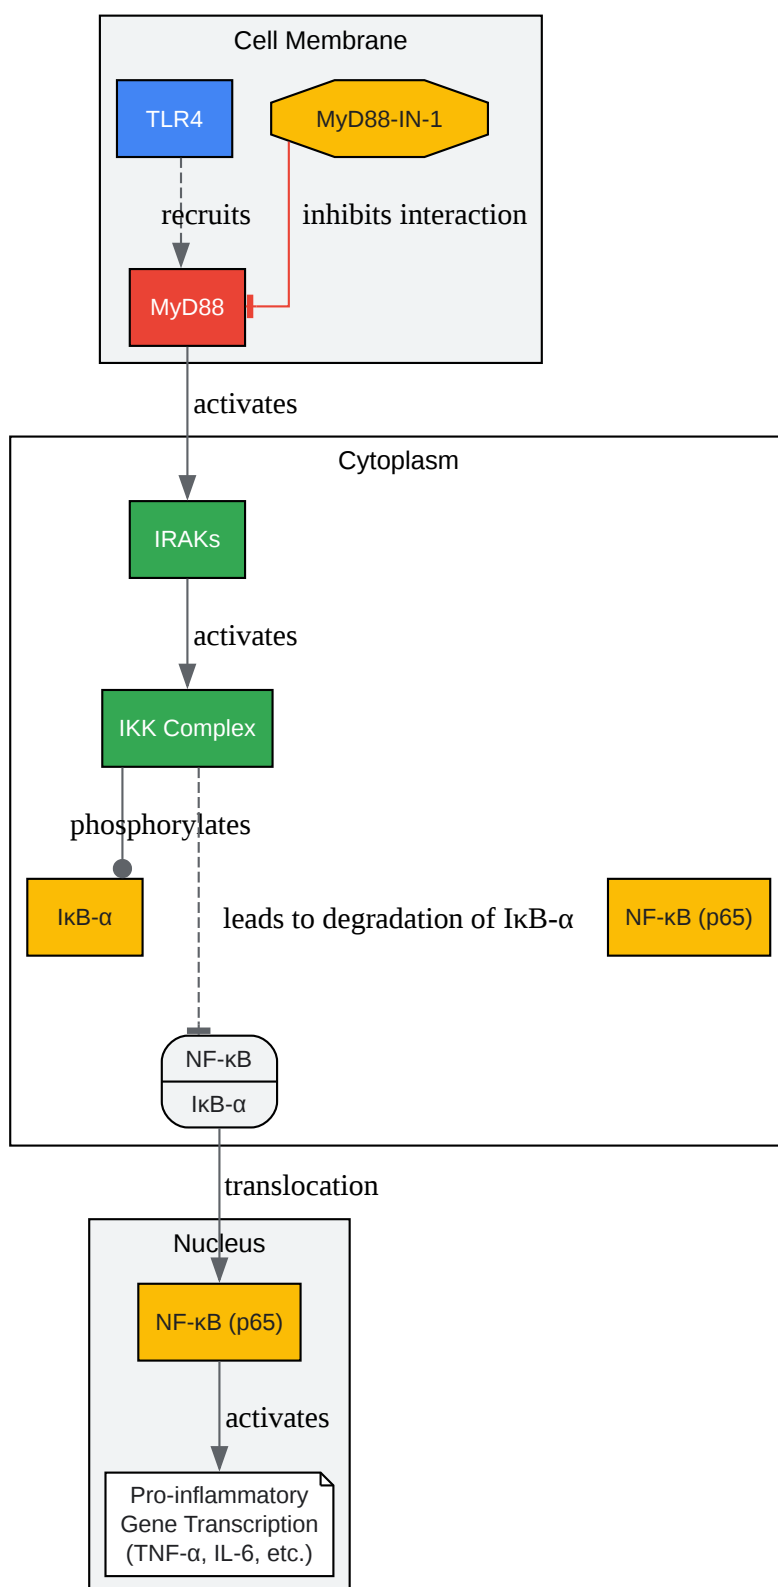 Cell Membrane
TLR4
MyD88-IN-1
recruits
inhibits interaction
MyD88
activates
Cytoplasm
IRAKs
activates
IKK Complex
phosphorylates
IκB-α
leads to degradation of IκB-α
NF-κB (p65)
NF-κB
IκB-α
translocation
Nucleus
NF-κB (p65)
activates
Pro-inflammatory
Gene Transcription
(TNF-α, IL-6, etc.)